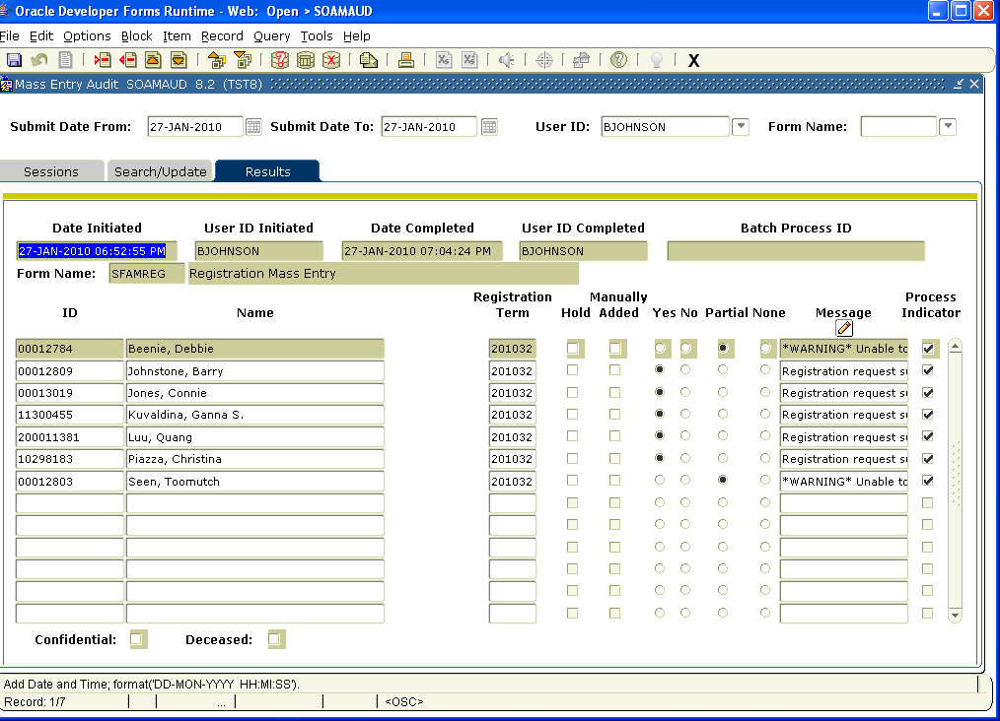 Oracle Developer Forms Runtime - Web: Open > SOAMAUD
File Edit Options Block Item Record Query Tools Help
X
Mass Entry Audit SOAMAUD 8.2 (TST8)
Submit Date From: 27-JAN-2010 Submit Date To: 27-JAN-2010 User ID: BJOHNSON Form Name:
Sessions Search/Update Results
Date Initiated User ID Initiated Date Completed User ID Completed Batch Process ID
27-JAN-2010 06:52:55 PM BJOHNSON 27-JAN-2010 07:04:24 PM BJOHNSON
Form Name: SFAMREG Registration Mass Entry
Registration Manually Process
ID Name Term Hold Added Yes No Partial None Message Indicator
00012784 Beenie, Debbie 201032 *WARNING* Unable to
00012809 Johnstone, Barry 201032 Registration request s
00013019 Jones, Connie 201032 Registration request s
11300455 Kuvaldina, Ganna S. 201032 Registration request s
200011381 Luu, Quang 201032 Registration request s
10298183 Piazza, Christina 201032 Registration request s
00012803 Seen, Toomutch 201032 *WARNING* Unable to
Confidential: Deceased:
Add Date and Time; format('DD-MON-YYYY HH:MI:SS').
Record: 1/7 ... <OSC>